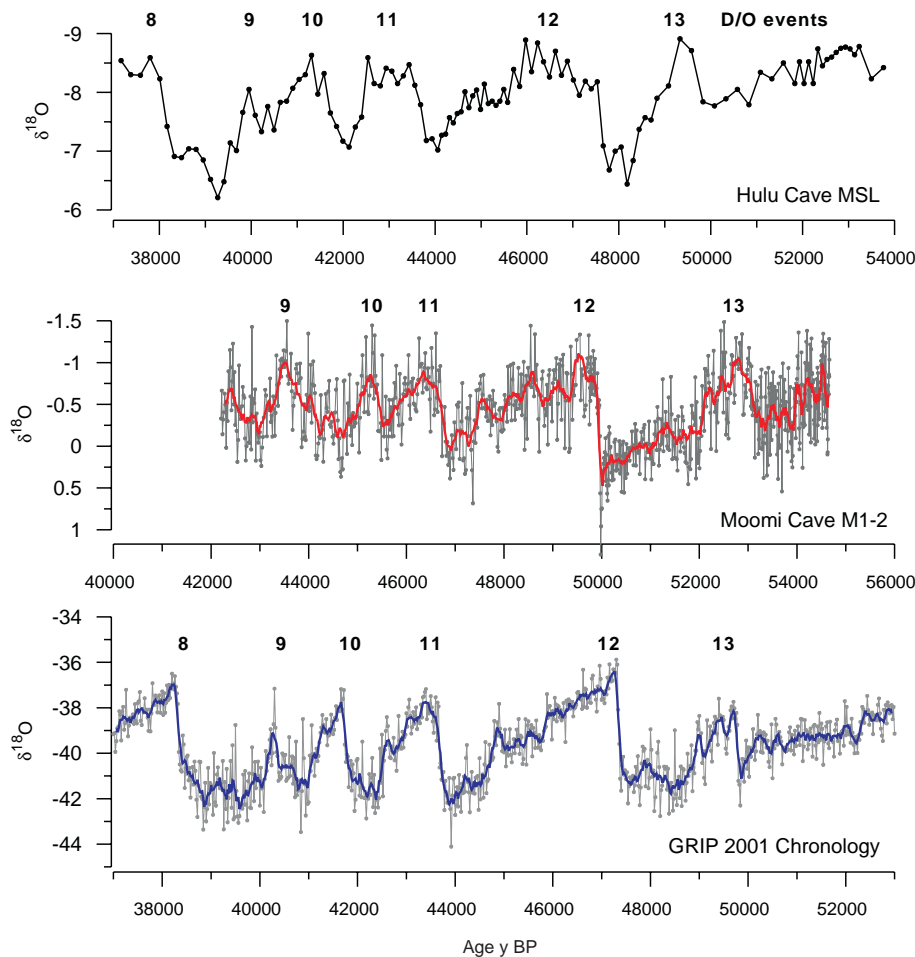 8 9 10 11 12 13 D/O events
-9
-8
-7
-6
δ18O
Hulu Cave MSL
38000 40000 42000 44000 46000 48000 50000 52000 54000
9 10 11 12 13
-1.5
-1
-0.5
0
0.5
1
δ18O
Moomi Cave M1-2
40000 42000 44000 46000 48000 50000 52000 54000 56000
-34
-36
-38
-40
-42
-44
δ18O
8 9 10 11 12 13
GRIP 2001 Chronology
38000 40000 42000 44000 46000 48000 50000 52000
Age y BP